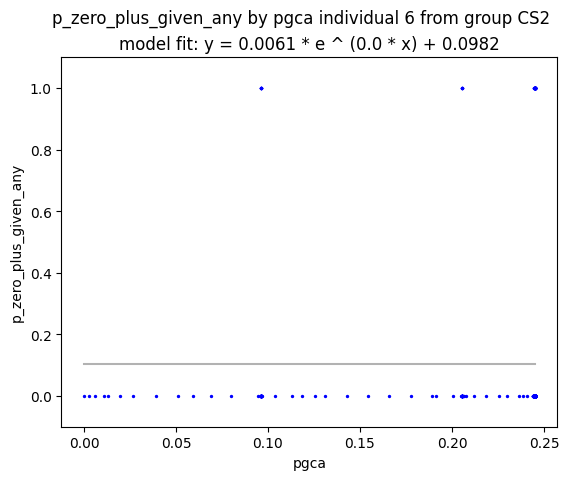 p_zero_plus_given_any by pgca individual 6 from group CS2
model fit: y = 0.0061 * e ^ (0.0 * x) + 0.0982
1.0
0.8
0.6
0.4
0.2
0.0
p_zero_plus_given_any
0.00 0.05 0.10 0.15 0.20 0.25
pgca